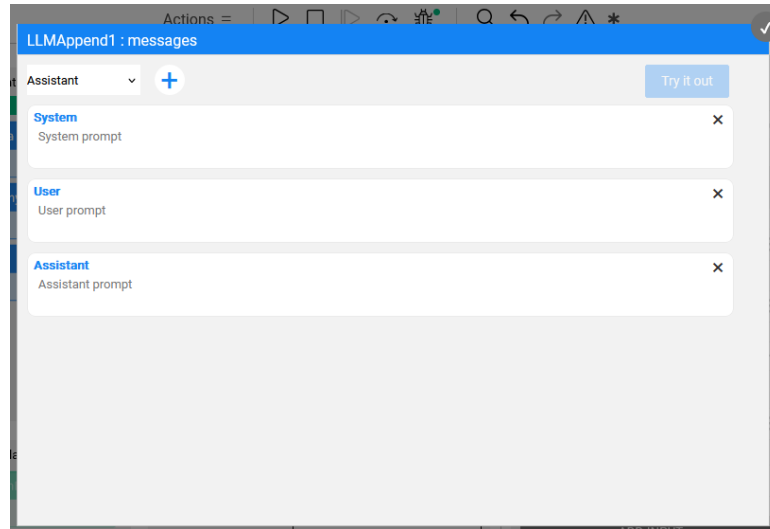 Actions =
LLMAppend1 : messages
Assistant
Try it out
System
System prompt
User
User prompt
Assistant
Assistant prompt